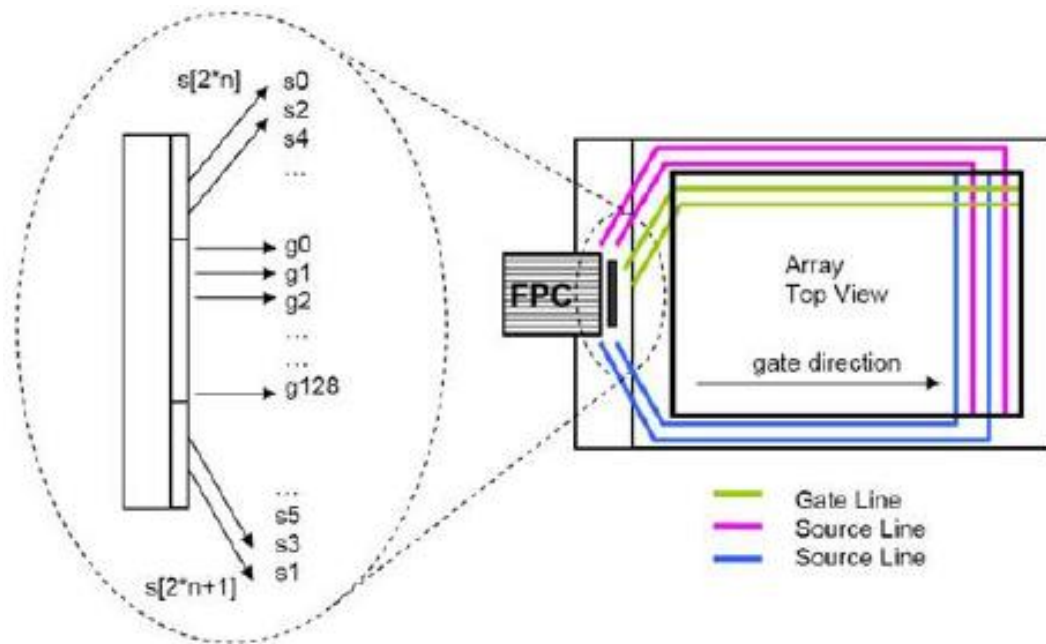 s[2*n]
s0
s2
s4
...
g0
g1
g2
...
...
g128
...
s5
s3
s1
s[2*n+1]
FPC
Array
Top View
gate direction
Gate Line
Source Line
Source Line